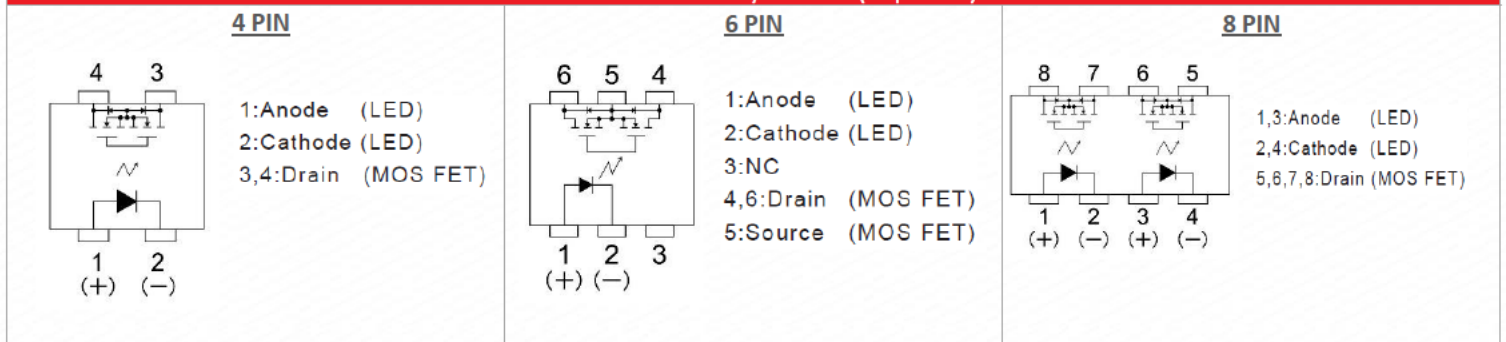 4 PIN
4 3
1:Anode (LED)
2:Cathode (LED)
3,4:Drain (MOS FET)
1 2
(+) (−)
6 PIN
6 5 4
1:Anode (LED)
2:Cathode (LED)
3:NC
4,6:Drain (MOS FET)
5:Source (MOS FET)
1 2 3
(+) (−)
8 PIN
8 7 6 5
1,3:Anode (LED)
2,4:Cathode (LED)
5,6,7,8:Drain (MOS FET)
1 2 3 4
(+) (−) (+) (−)